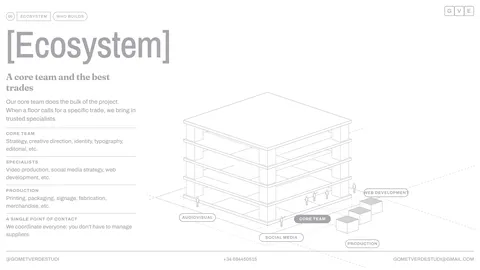 ECOSYSTEM WHO BUILDS
G V E
[Ecosystem]
A core team and the best
trades
Our core team does the bulk of the project.
When a floor calls for a specific trade, we bring in
trusted specialists.
CORE TEAM
Strategy, creative direction, identity, typography,
editorial, etc.
SPECIALISTS
Video production, social media strategy, web
development, etc.
PRODUCTION
Printing, packaging, signage, fabrication,
merchandise, etc.
A SINGLE POINT OF CONTACT
We coordinate everyone: you don't have to manage
suppliers
WEB DEVELOPMENT
AUDIOVISUAL
CORE TEAM
SOCIAL MEDIA
PRODUCTION
@GOMETVERDESTUDI
GOMETVERDESTUDI@GMAIL.COM